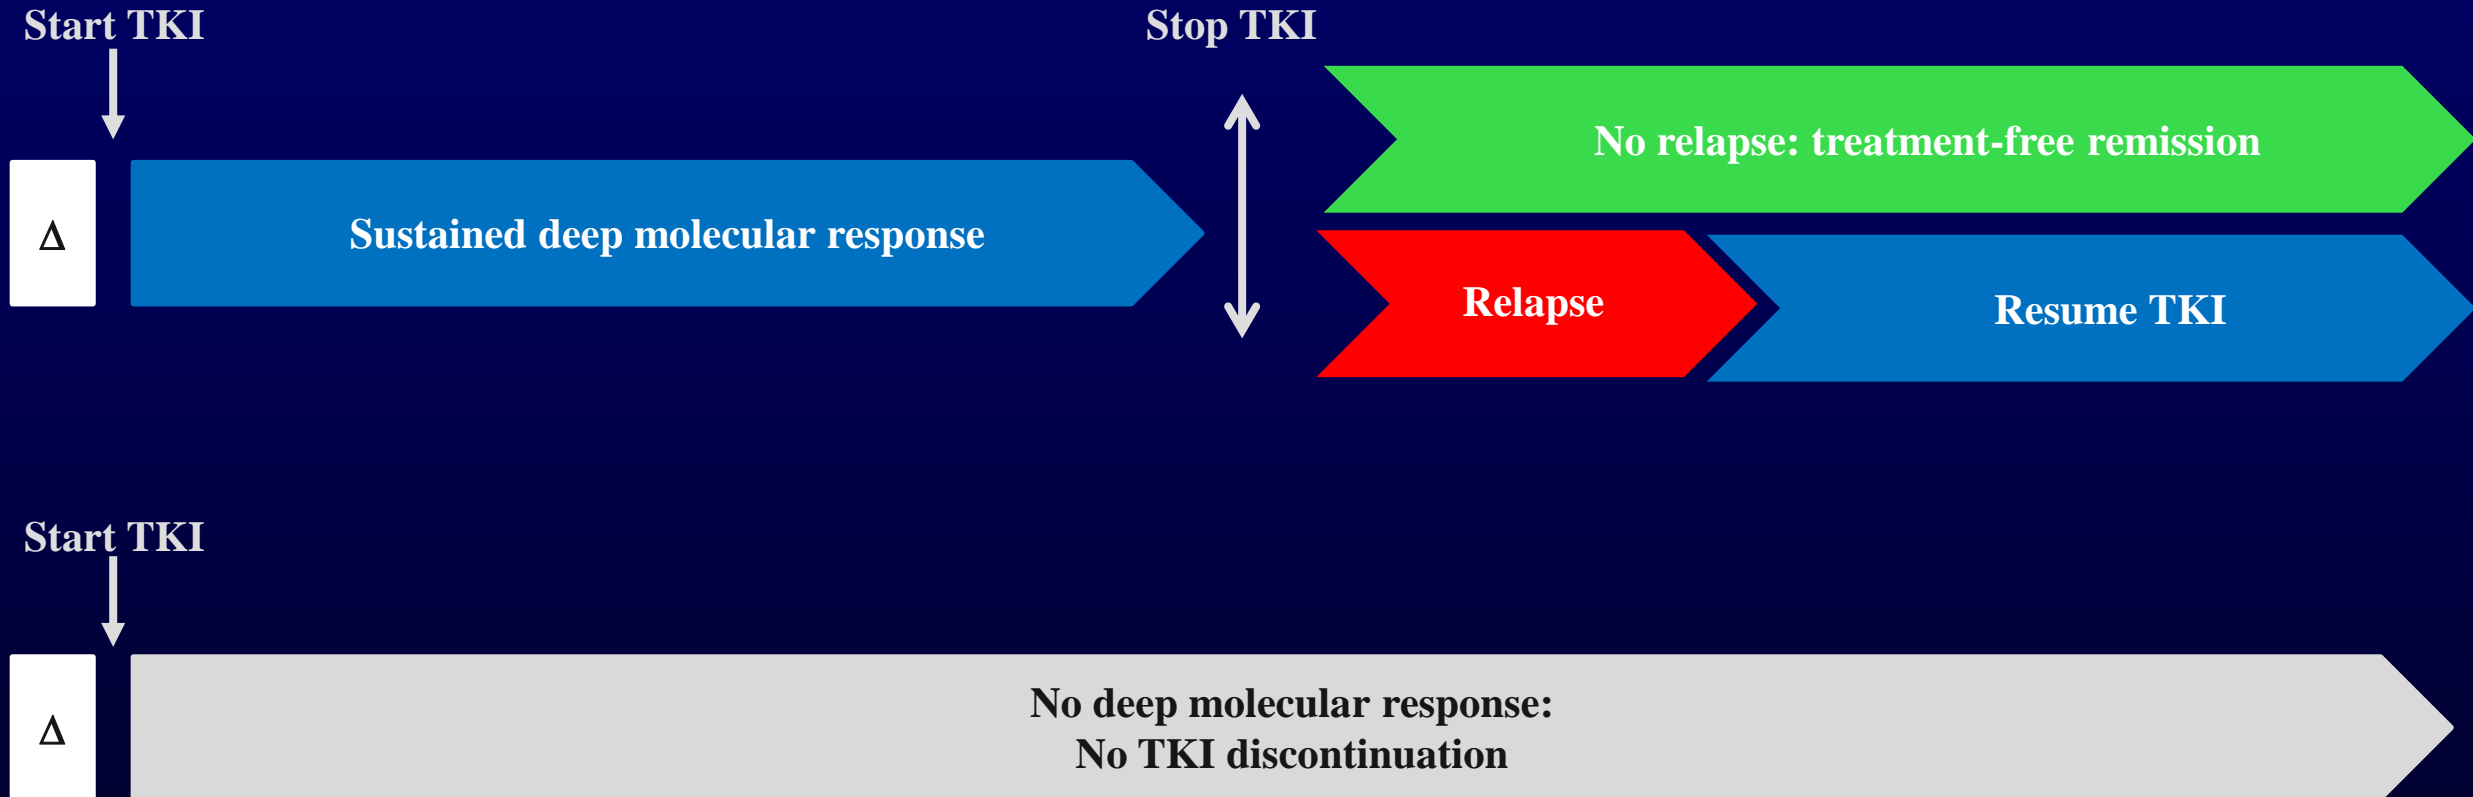 Start TKI
Stop TKI
No relapse: treatment-free remission
Δ
Sustained deep molecular response
Relapse
Resume TKI
Start TKI
Δ
No deep molecular response:
No TKI discontinuation